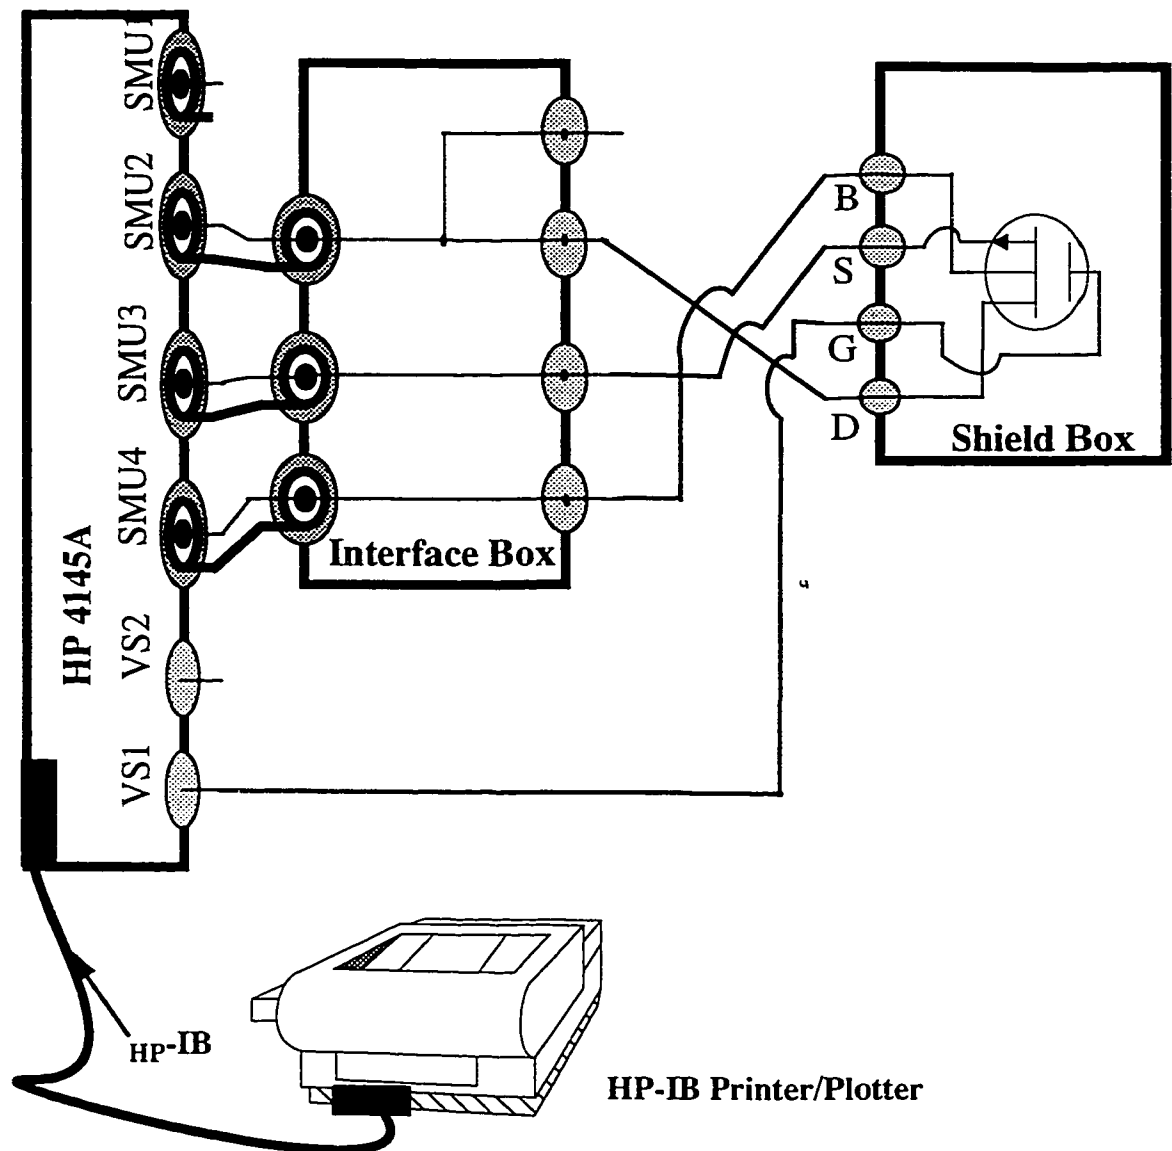 SMU1
SMU2
SMU3
SMU4
VS2
VS1
HP 4145A
Interface Box
B
S
G
D
Shield Box
HP-IB
HP-IB Printer/Plotter